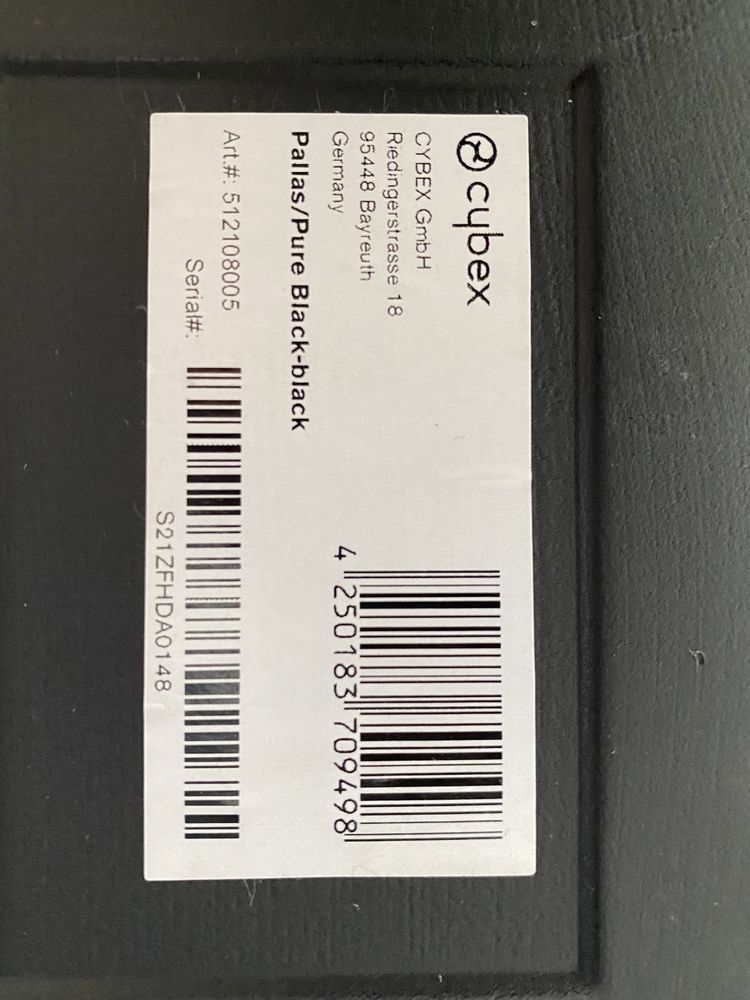 cybex
CYBEX GmbH
Riedingerstrasse 18
95448 Bayreuth
Germany
4 250183 709498
Pallas/Pure Black-black
Art.#: 512108005
Serial#:
S21ZFHDA0148